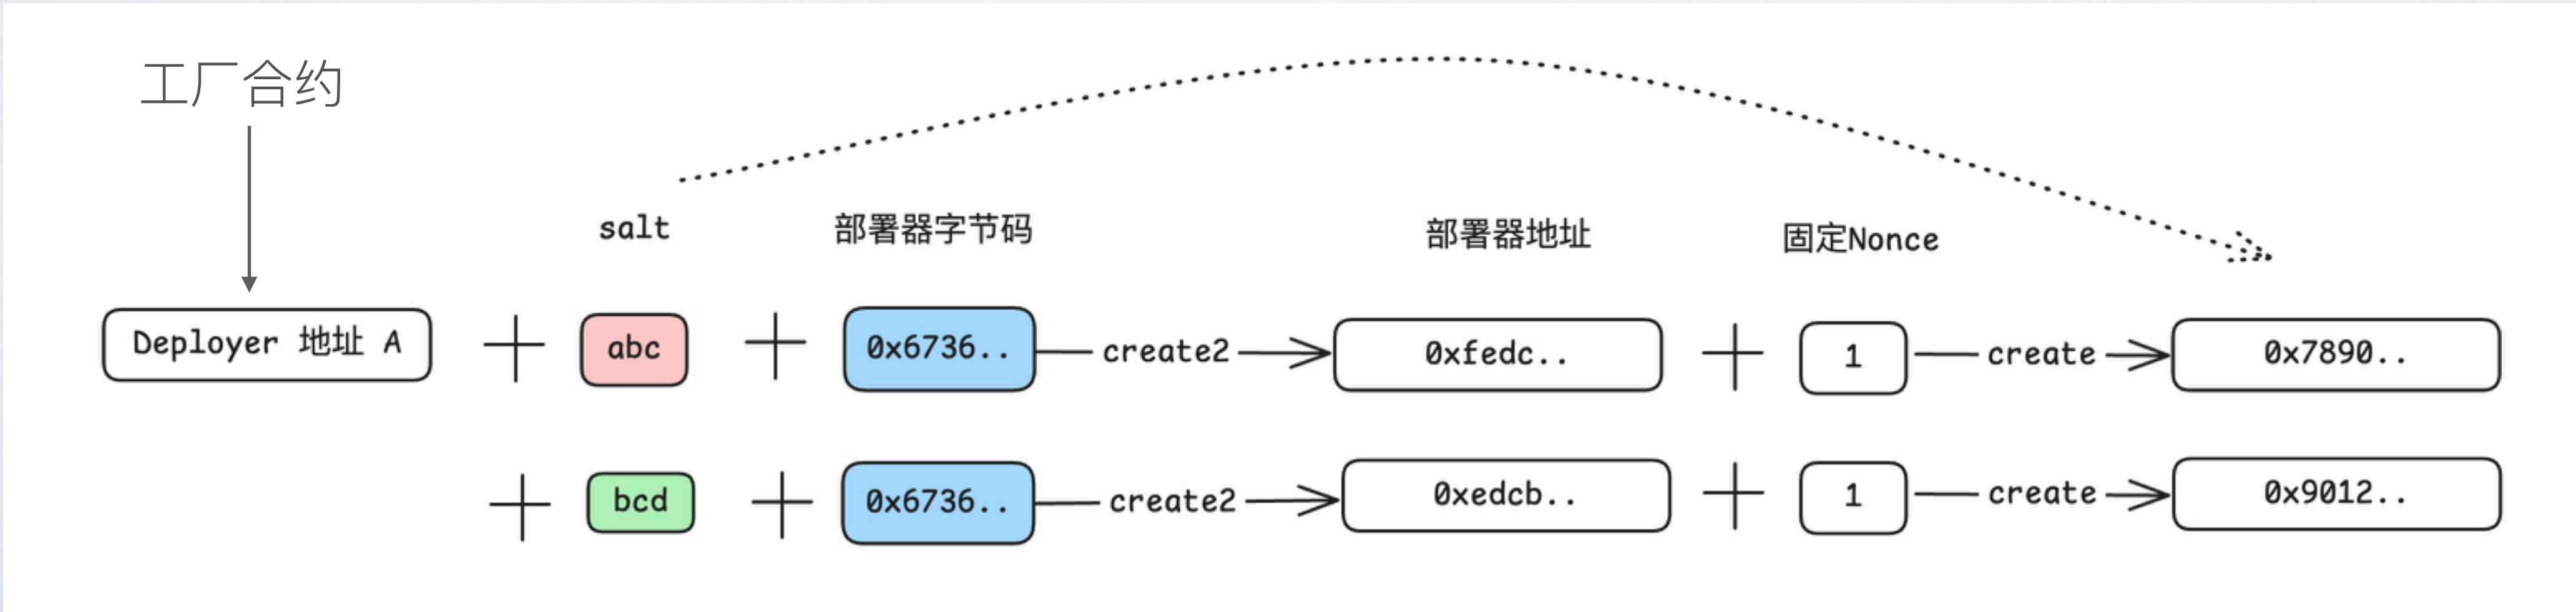 工厂合约
salt
部署器字节码
部署器地址
固定Nonce
Deployer 地址 A
abc
0x6736..
create2
0xfedc..
1
create
0x7890..
bcd
0x6736..
create2
0xedcb..
1
create
0x9012..